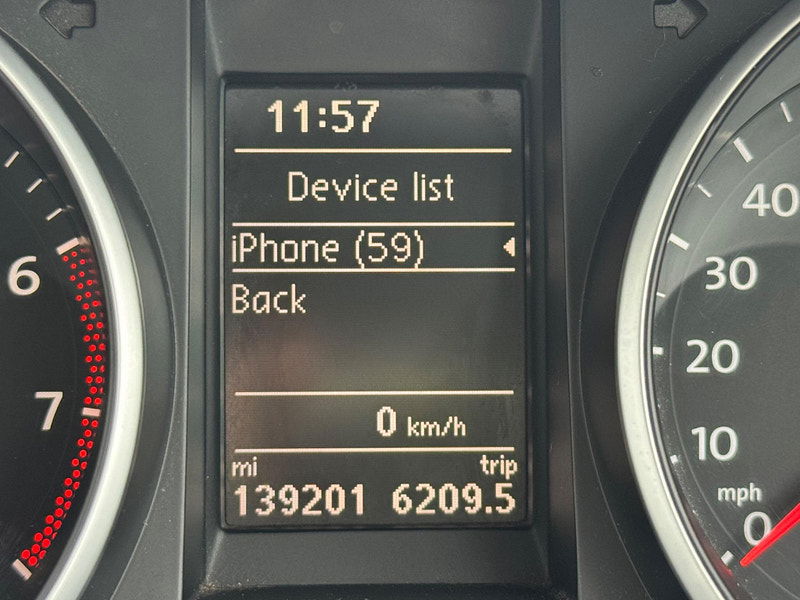 11:57
Device list
iPhone (59)
Back
0 km/h
mi trip
139201 6209.5
6
7
40
30
20
10
mph
0